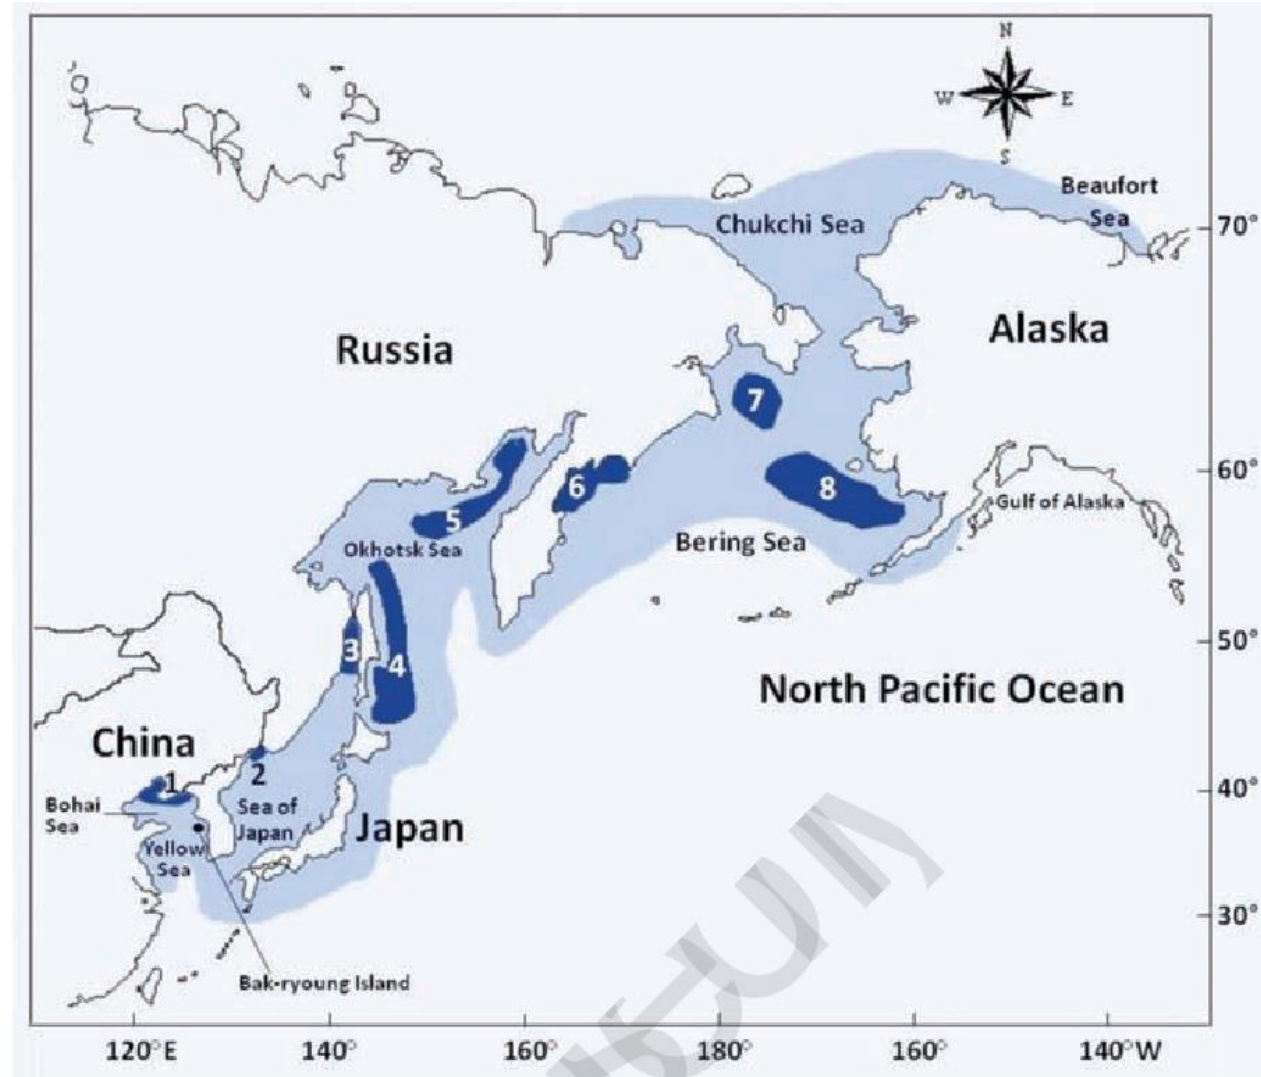 N
W E
S
Beaufort
Sea
Chukchi Sea
70°
Russia
Alaska
7
60°
6
8
5
Gulf of Alaska
Okhotsk Sea
Bering Sea
50°
3
4
North Pacific Ocean
China
1
2
40°
Bohai
Sea
Sea of
Japan
Japan
Yellow
Sea
30°
Bak-ryoung Island
120°E 140° 160° 180° 160° 140°W